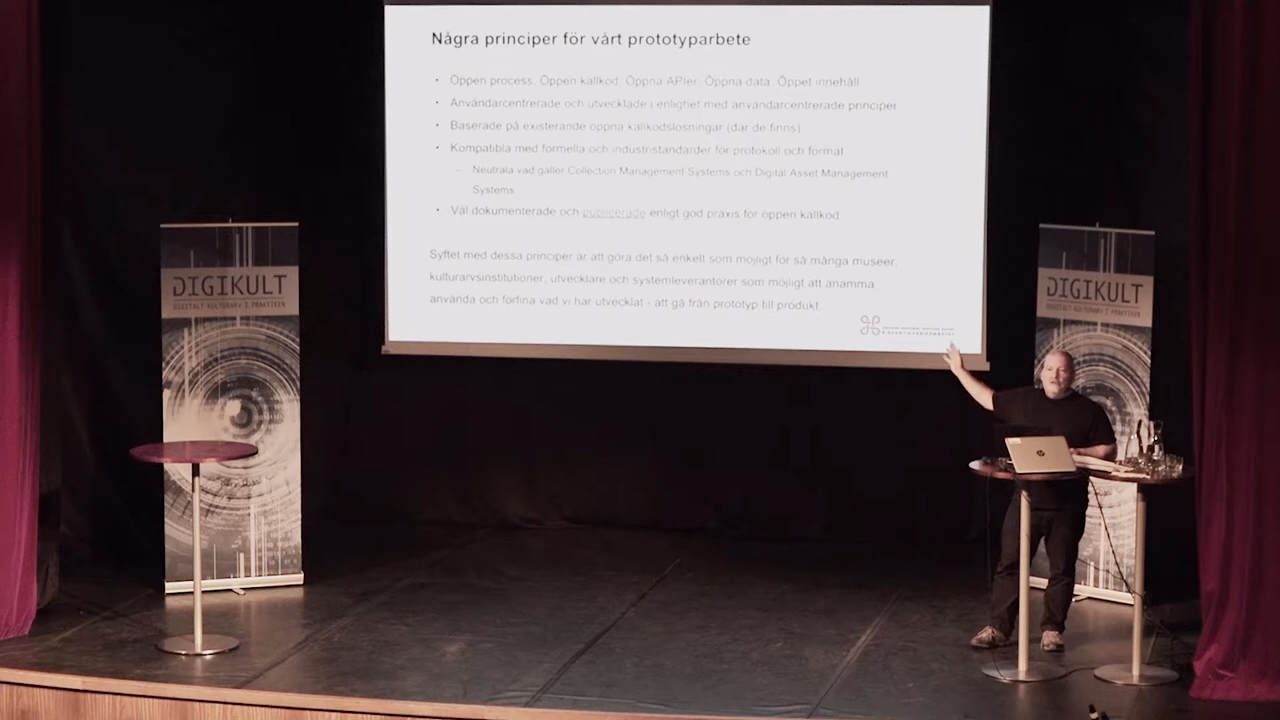 Några principer för vårt prototyparbete
• Öppen process. Öppen källkod. Öppna APIer. Öppna data. Öppet innehåll
• Användarcentrerade och utvecklade i enlighet med användarcentrerade principer
• Baserade på existerande öppna källkodslösningar (där de finns)
• Kompatibla med formella och industristandarder för protokoll och format
– Neutrala vad gäller Collection Management Systems och Digital Asset Management
Systems
• Väl dokumenterade och publicerade enligt god praxis för öppen källkod
Syftet med dessa principer är att göra det så enkelt som möjligt för så många museer,
kulturarvsinstitutioner, utvecklare och systemleverantörer som möjligt att anamma
använda och förfina vad vi har utvecklat - att gå från prototyp till produkt.
RIKSANTIKVARIEÄMBETET
DIGIKULT
DIGITALT KULTURARV I PRAKTIKEN
DIGIKULT
DIGITALT KULTURARV I PRAKTIKEN